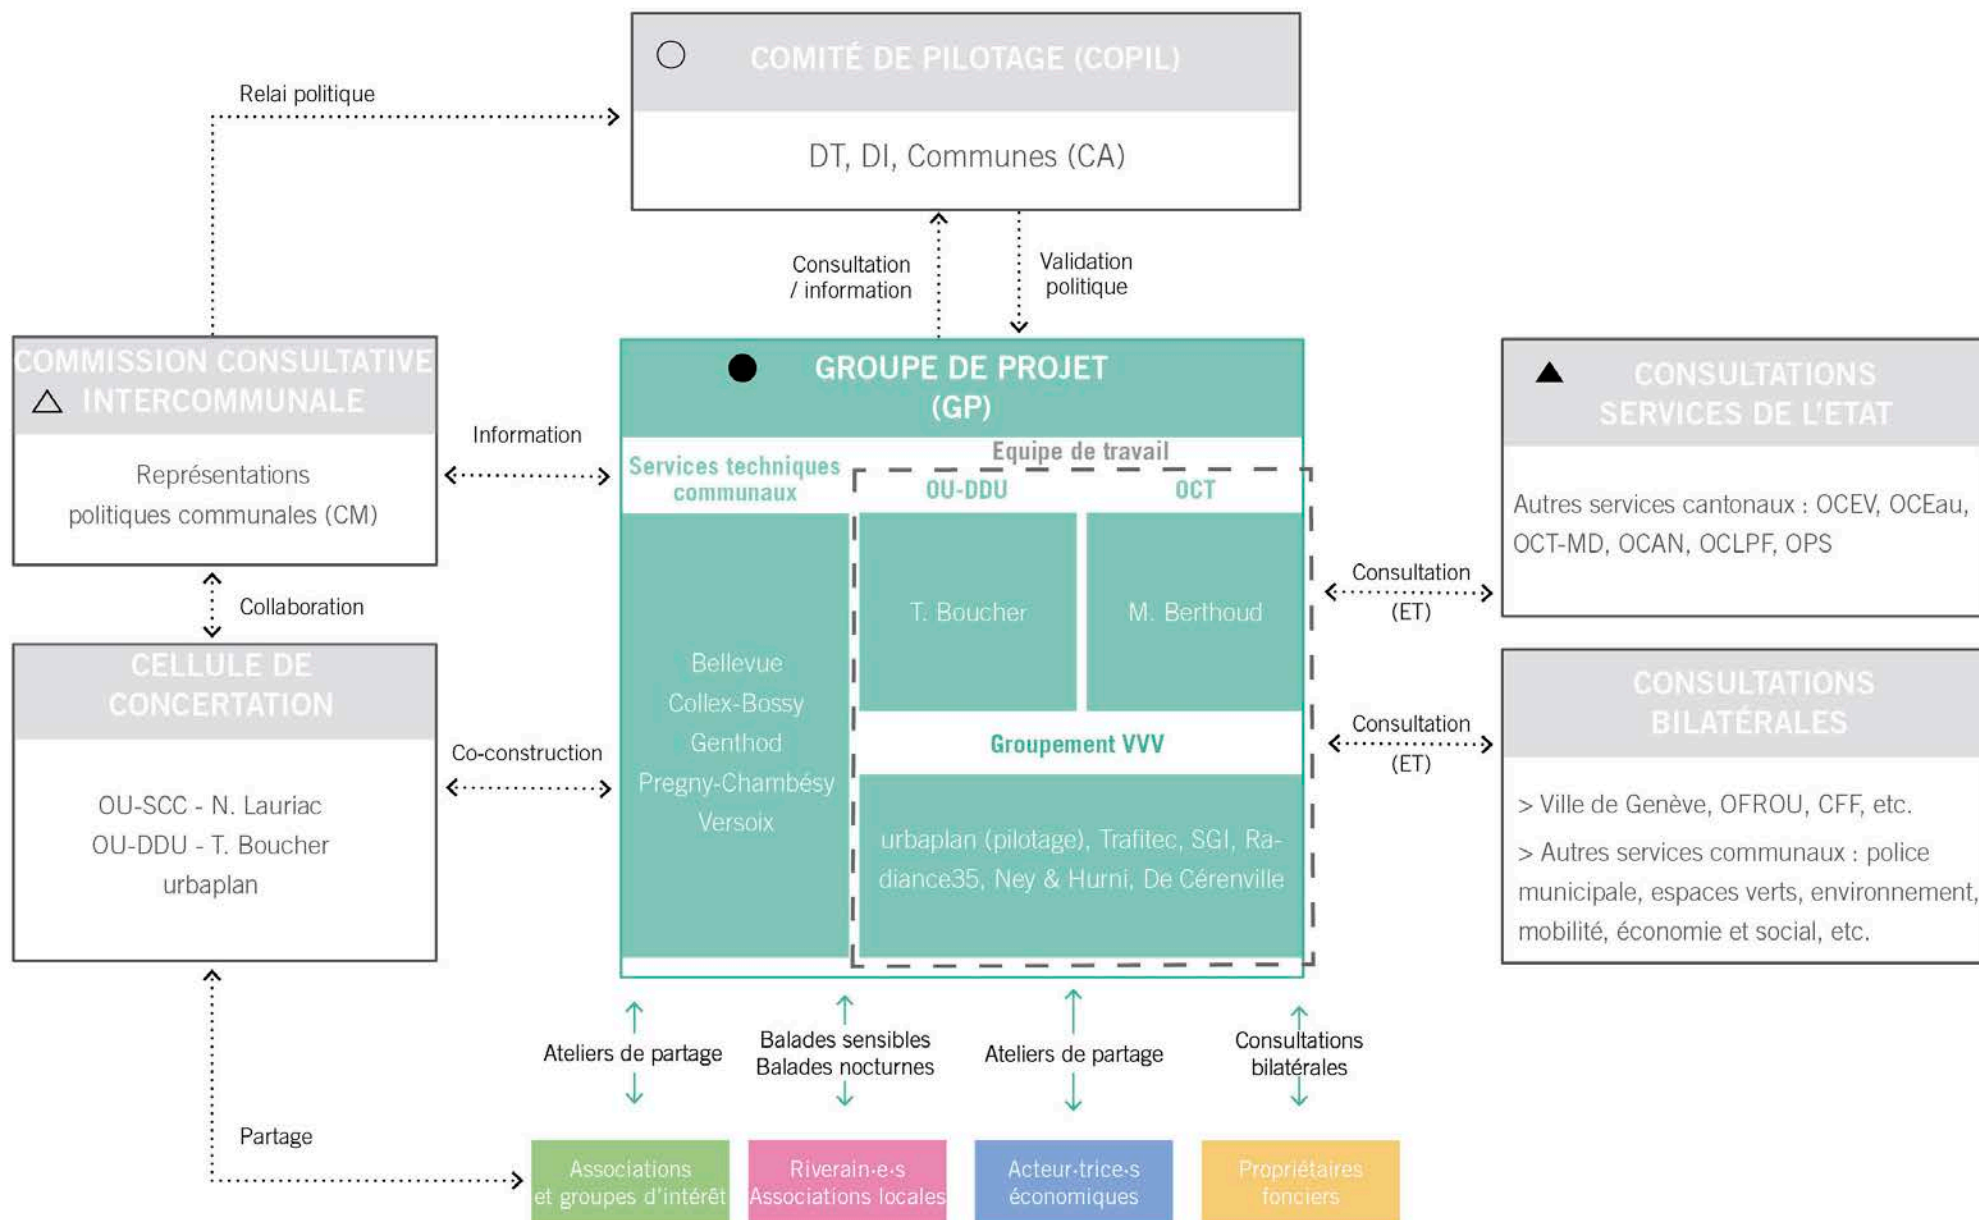 COMITÉ DE PILOTAGE (COPIL)
DT, DI, Communes (CA)
Relai politique
Consultation
/ information
Validation
politique
COMMISSION CONSULTATIVE
INTERCOMMUNALE
Représentations
politiques communales (CM)
Information
Collaboration
CELLULE DE
CONCERTATION
OU-SCC - N. Lauriac
OU-DDU - T. Boucher
urbaplan
Co-construction
Partage
GROUPE DE PROJET
(GP)
Services techniques
communaux
Bellevue
Collex-Bossy
Genthod
Pregny-Chambésy
Versoix
Equipe de travail
OU-DDU
T. Boucher
OCT
M. Berthoud
Groupement VVV
urbaplan (pilotage), Trafitec, SGI, Ra-
diance35, Ney & Hurni, De Cérenville
Consultation
(ET)
CONSULTATIONS
SERVICES DE L'ETAT
Autres services cantonaux : OCEV, OCEau,
OCT-MD, OCAN, OCLPF, OPS
Consultation
(ET)
CONSULTATIONS
BILATÉRALES
> Ville de Genève, OFROU, CFF, etc.
> Autres services communaux : police
municipale, espaces verts, environnement,
mobilité, économie et social, etc.
Ateliers de partage
Balades sensibles
Balades nocturnes
Ateliers de partage
Consultations
bilatérales
Associations
et groupes d'intérêt
Riverain·e·s
Associations locales
Acteur·trice·s
économiques
Propriétaires
fonciers